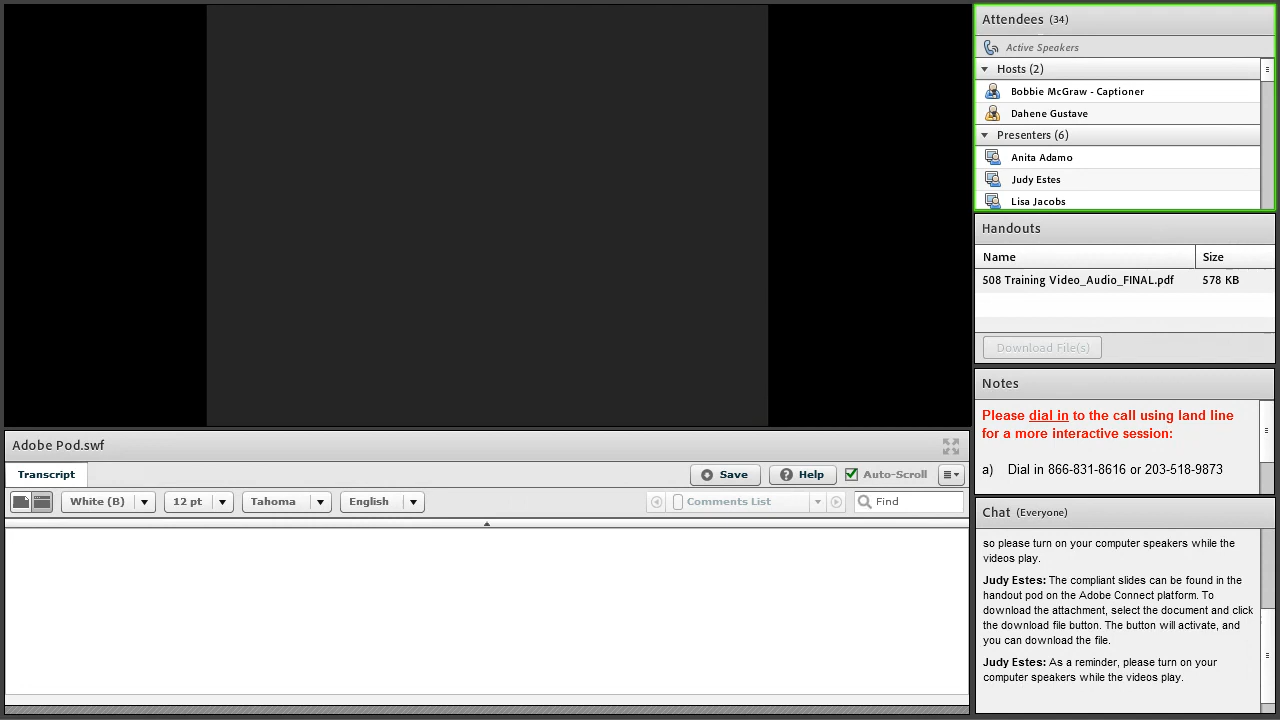 Attendees (34)
Active Speakers
Hosts (2)
Bobbie McGraw - Captioner
Dahene Gustave
Presenters (6)
Anita Adamo
Judy Estes
Lisa Jacobs
Handouts
Name Size
508 Training Video_Audio_FINAL.pdf 578 KB
Download File(s)
Notes
Please dial in to the call using land line
for a more interactive session:
a) Dial in 866-831-8616 or 203-518-9873
Adobe Pod.swf
Transcript Save Help Auto-Scroll
White (B) 12 pt Tahoma English Comments List Find
Chat (Everyone)
so please turn on your computer speakers while the
videos play.
Judy Estes: The compliant slides can be found in the
handout pod on the Adobe Connect platform. To
download the attachment, select the document and click
the download file button. The button will activate, and
you can download the file.
Judy Estes: As a reminder, please turn on your
computer speakers while the videos play.